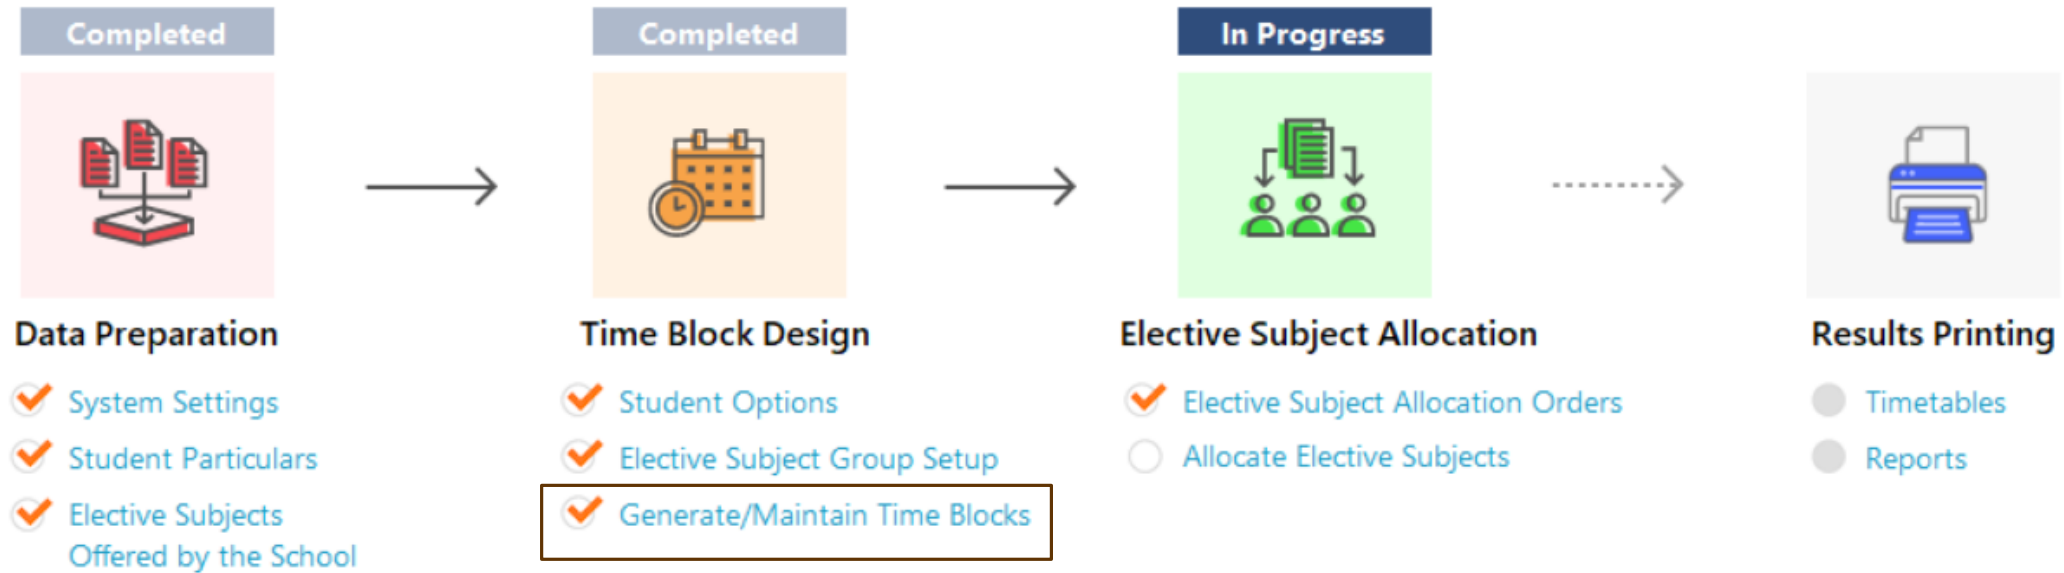 Completed
Completed
In Progress
Data Preparation
System Settings
Student Particulars
Elective Subjects
Offered by the School
Time Block Design
Student Options
Elective Subject Group Setup
Generate/Maintain Time Blocks
Elective Subject Allocation
Elective Subject Allocation Orders
Allocate Elective Subjects
Results Printing
Timetables
Reports